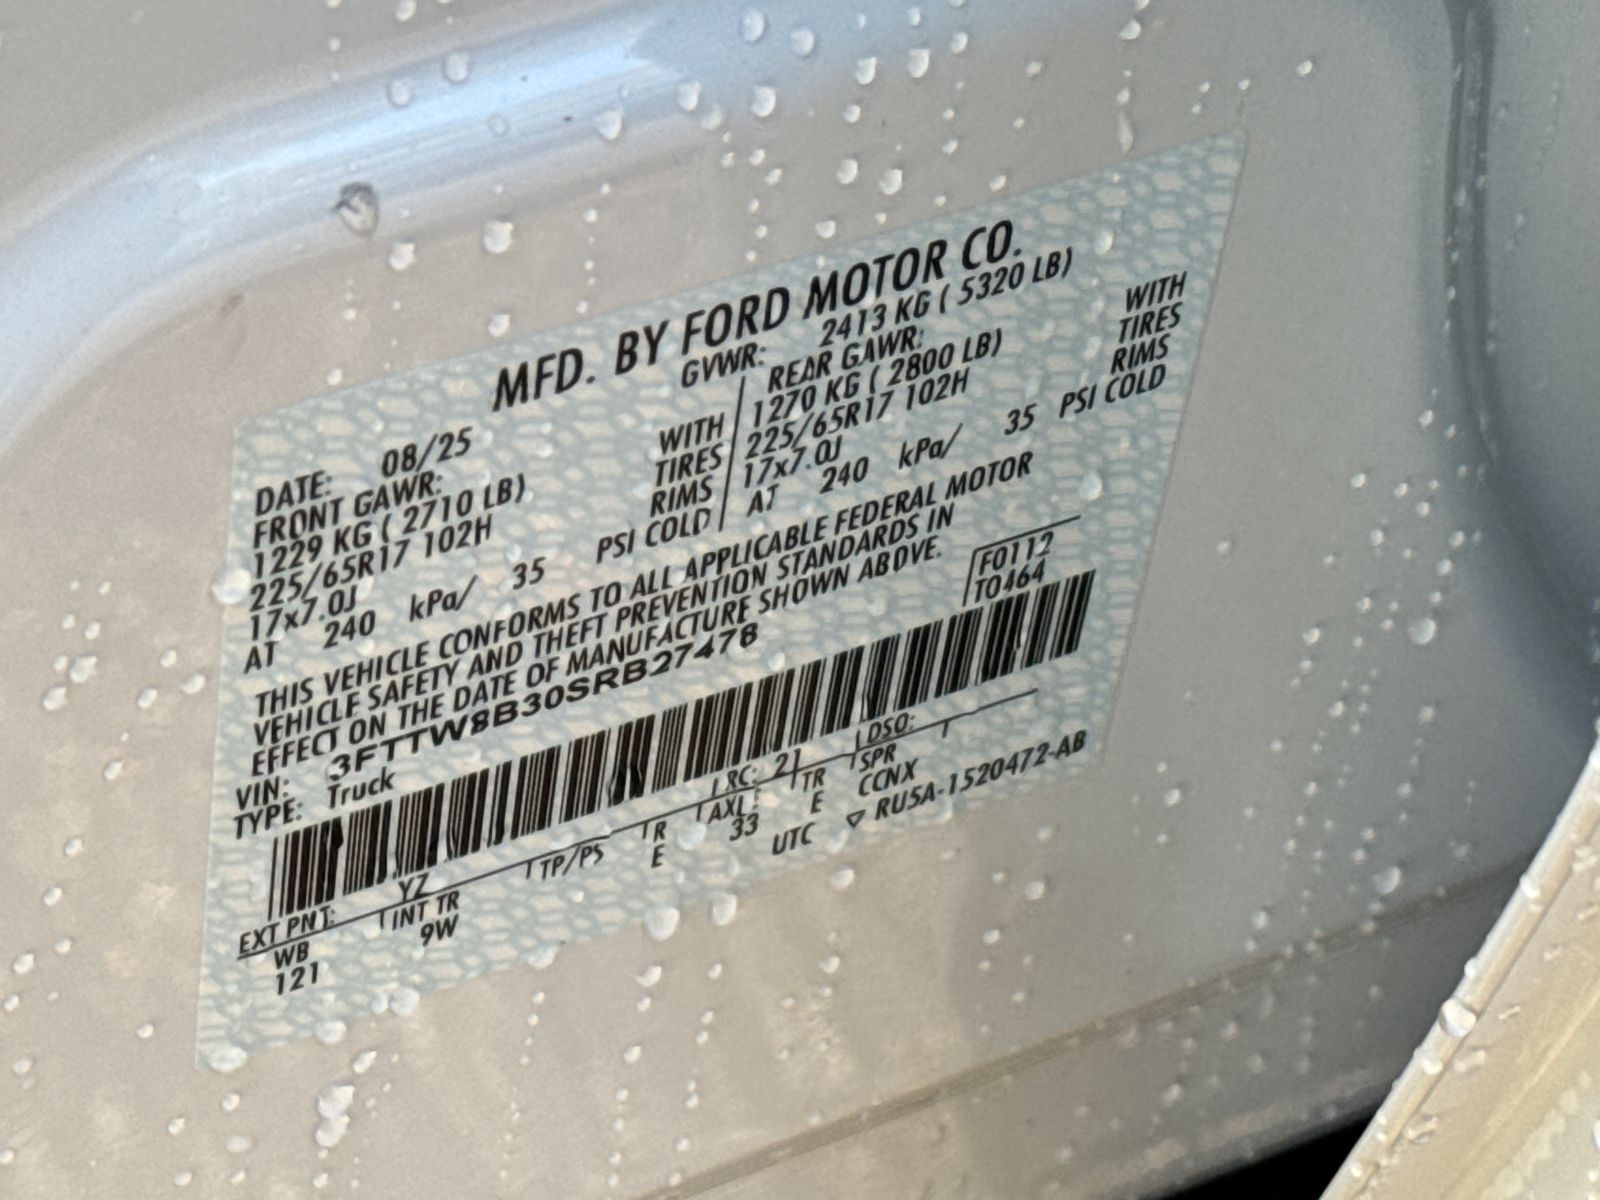 MFD. BY FORD MOTOR CO.
DATE: 08/25 GVWR: 2413 KG ( 5320 LB)
FRONT GAWR: REAR GAWR:
1229 KG ( 2710 LB) WITH 1270 KG ( 2800 LB) WITH
225/65R17 102H TIRES 225/65R17 102H TIRES
17x7.0J RIMS 17x7.0J RIMS
AT 240 kPa/ 35 PSI COLD AT 240 kPa/ 35 PSI COLD
THIS VEHICLE CONFORMS TO ALL APPLICABLE FEDERAL MOTOR
VEHICLE SAFETY AND THEFT PREVENTION STANDARDS IN
EFFECT ON THE DATE OF MANUFACTURE SHOWN ABOVE.
VIN: 3FTTW8B30SRB27478 F0112
TYPE: Truck T0464
EXT PNT: YZ RC: 21 DSO:
WB INT TR TP/PS R AXLE TR SPR
121 9W E 33 E CCNX
UTC ▽ RU5A-1520472-AB